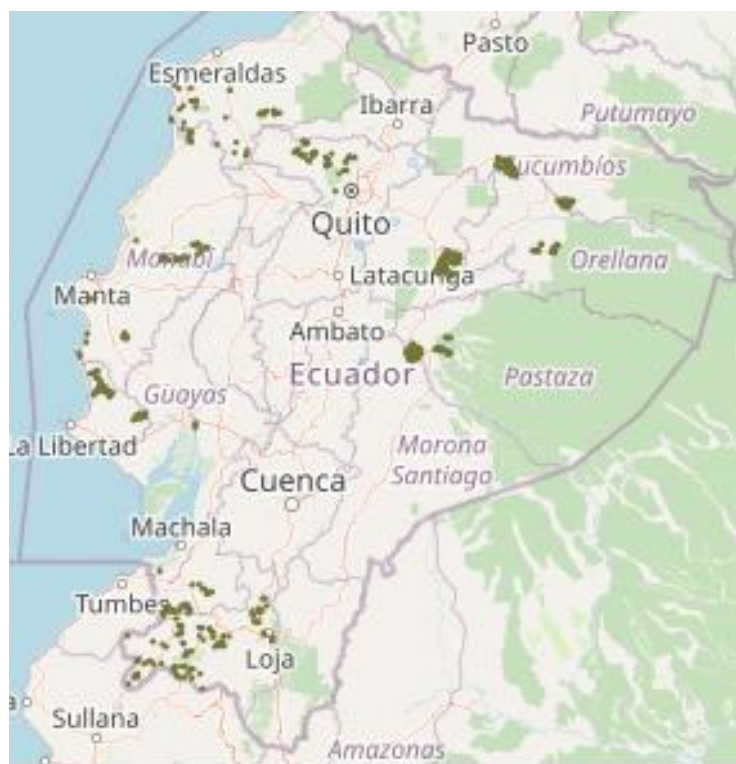 Pasto
Esmeraldas
Ibarra
Putumayo
ucumbíos
Quito
Manabí
Latacunga
Orellana
Manta
Ambato
Ecuador
Pastaza
Guayas
La Libertad
Morona
Santiago
Cuenca
Machala
Tumbes
Loja
a
Sullana
Amazonas